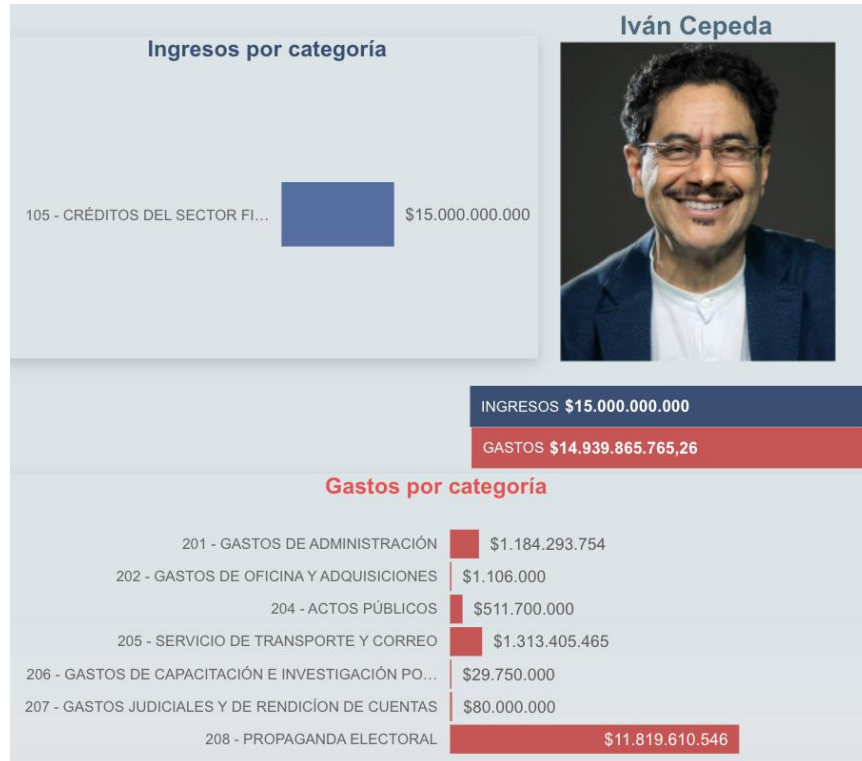 Iván Cepeda
Ingresos por categoría
105 - CRÉDITOS DEL SECTOR FI... $15.000.000.000
INGRESOS $15.000.000.000
GASTOS $14.939.865.765,26
Gastos por categoría
201 - GASTOS DE ADMINISTRACIÓN $1.184.293.754
202 - GASTOS DE OFICINA Y ADQUISICIONES $1.106.000
204 - ACTOS PÚBLICOS $511.700.000
205 - SERVICIO DE TRANSPORTE Y CORREO $1.313.405.465
206 - GASTOS DE CAPACITACIÓN E INVESTIGACIÓN PO... $29.750.000
207 - GASTOS JUDICIALES Y DE RENDICÍON DE CUENTAS $80.000.000
208 - PROPAGANDA ELECTORAL $11.819.610.546